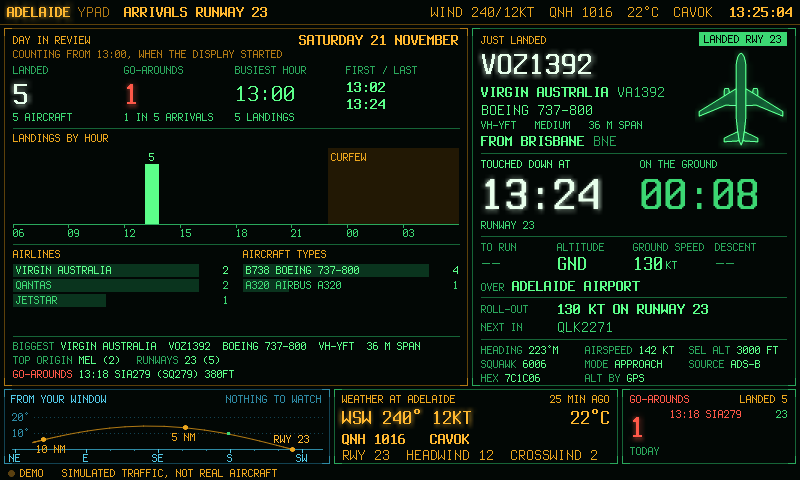 ADELAIDE YPAD ARRIVALS RUNWAY 23 WIND 240/12KT QNH 1016 22°C CAVOK 13:25:04
DAY IN REVIEW SATURDAY 21 NOVEMBER
COUNTING FROM 13:00, WHEN THE DISPLAY STARTED
LANDED GO-AROUNDS BUSIEST HOUR FIRST / LAST
5 1 13:00 13:02
13:24
5 AIRCRAFT 1 IN 5 ARRIVALS 5 LANDINGS
LANDINGS BY HOUR
5 CURFEW
06 09 12 15 18 21 00 03
AIRLINES AIRCRAFT TYPES
VIRGIN AUSTRALIA 2 B738 BOEING 737-800 4
QANTAS 2 A320 AIRBUS A320 1
JETSTAR 1
BIGGEST VIRGIN AUSTRALIA VOZ1392 BOEING 737-800 VH-YFT 36 M SPAN
TOP ORIGIN MEL (2) RUNWAYS 23 (5)
GO-AROUNDS 13:18 SIA279 (SQ279) 380FT
JUST LANDED LANDED RWY 23
VOZ1392
VIRGIN AUSTRALIA VA1392
BOEING 737-800
VH-YFT MEDIUM 36 M SPAN
FROM BRISBANE BNE
TOUCHED DOWN AT ON THE GROUND
13:24 00:08
RUNWAY 23
TO RUN ALTITUDE GROUND SPEED DESCENT
-- GND 130 KT --
OVER ADELAIDE AIRPORT
ROLL-OUT 130 KT ON RUNWAY 23
NEXT IN QLK2271
HEADING 223°M AIRSPEED 142 KT SEL ALT 3000 FT
SQUAWK 6006 MODE APPROACH SOURCE ADS-B
HEX 7C1C06 ALT BY GPS
FROM YOUR WINDOW NOTHING TO WATCH
20°
10°
10 NM 5 NM RWY 23
NE E SE S SW
WEATHER AT ADELAIDE 25 MIN AGO
WSW 240° 12KT 22°C
QNH 1016 CAVOK
RWY 23 HEADWIND 12 CROSSWIND 2
GO-AROUNDS LANDED 5
1 13:18 SIA279 23
TODAY
DEMO SIMULATED TRAFFIC, NOT REAL AIRCRAFT